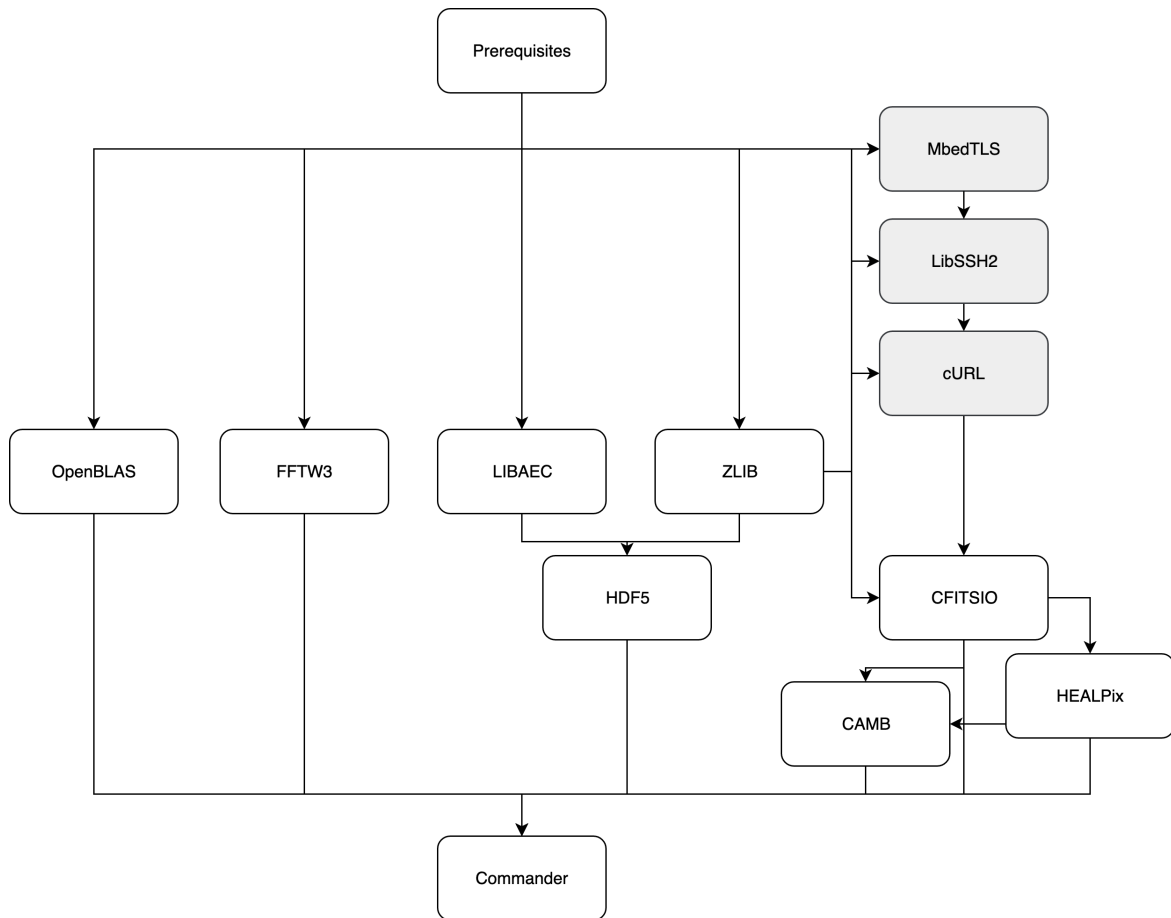 Prerequisites
MbedTLS
LibSSH2
cURL
OpenBLAS
FFTW3
LIBAEC
ZLIB
HDF5
CFITSIO
HEALPix
CAMB
Commander